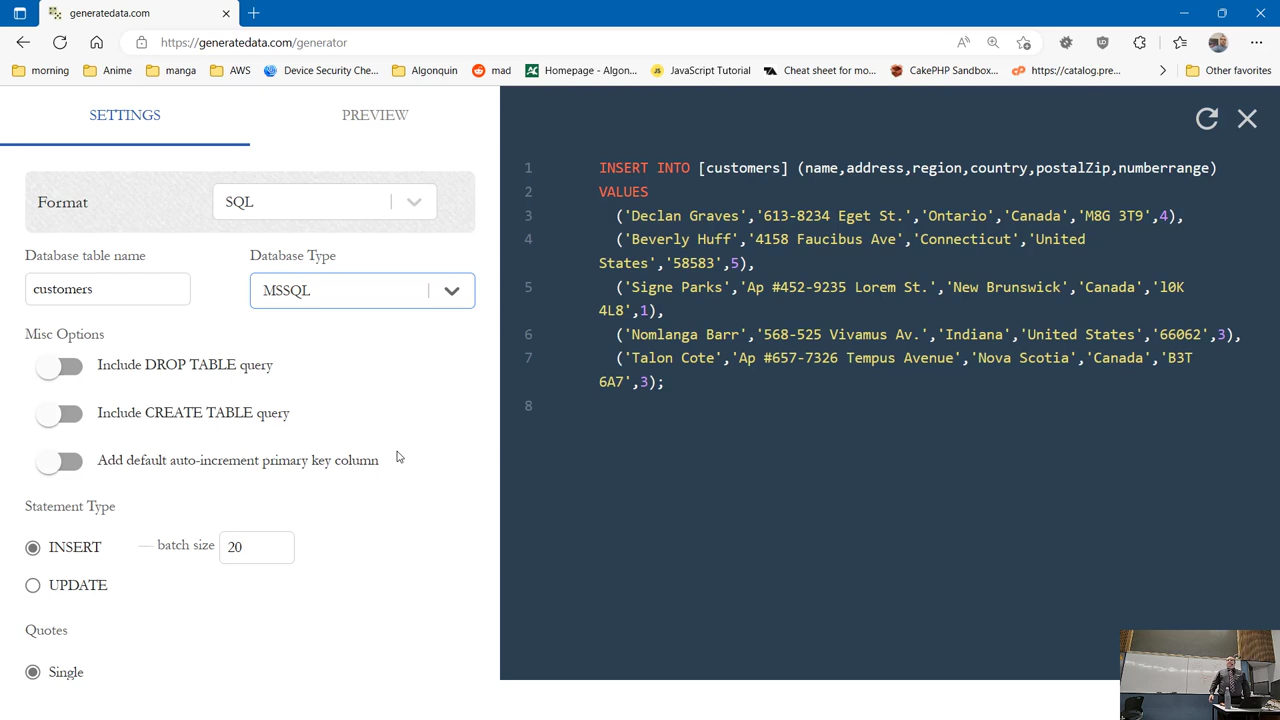 generatedata.com
https://generatedata.com/generator
morning
Anime
manga
AWS
Device Security Che...
Algonquin
mad
Homepage - Algon...
JavaScript Tutorial
Cheat sheet for mo...
CakePHP Sandbox...
https://catalog.pre...
Other favorites
SETTINGS
PREVIEW
Format
SQL
Database table name
Database Type
customers
MSSQL
Misc Options
Include DROP TABLE query
Include CREATE TABLE query
Add default auto-increment primary key column
Statement Type
INSERT
batch size
20
UPDATE
Quotes
Single
1 INSERT INTO [customers] (name,address,region,country,postalZip,numberrange)
2 VALUES
3 ('Declan Graves','613-8234 Eget St.','Ontario','Canada','M8G 3T9',4),
4 ('Beverly Huff','4158 Faucibus Ave','Connecticut','United
States','58583',5),
5 ('Signe Parks','Ap #452-9235 Lorem St.','New Brunswick','Canada','l0K
4L8',1),
6 ('Nomlanga Barr','568-525 Vivamus Av.','Indiana','United States','66062',3),
7 ('Talon Cote','Ap #657-7326 Tempus Avenue','Nova Scotia','Canada','B3T
6A7',3);
8